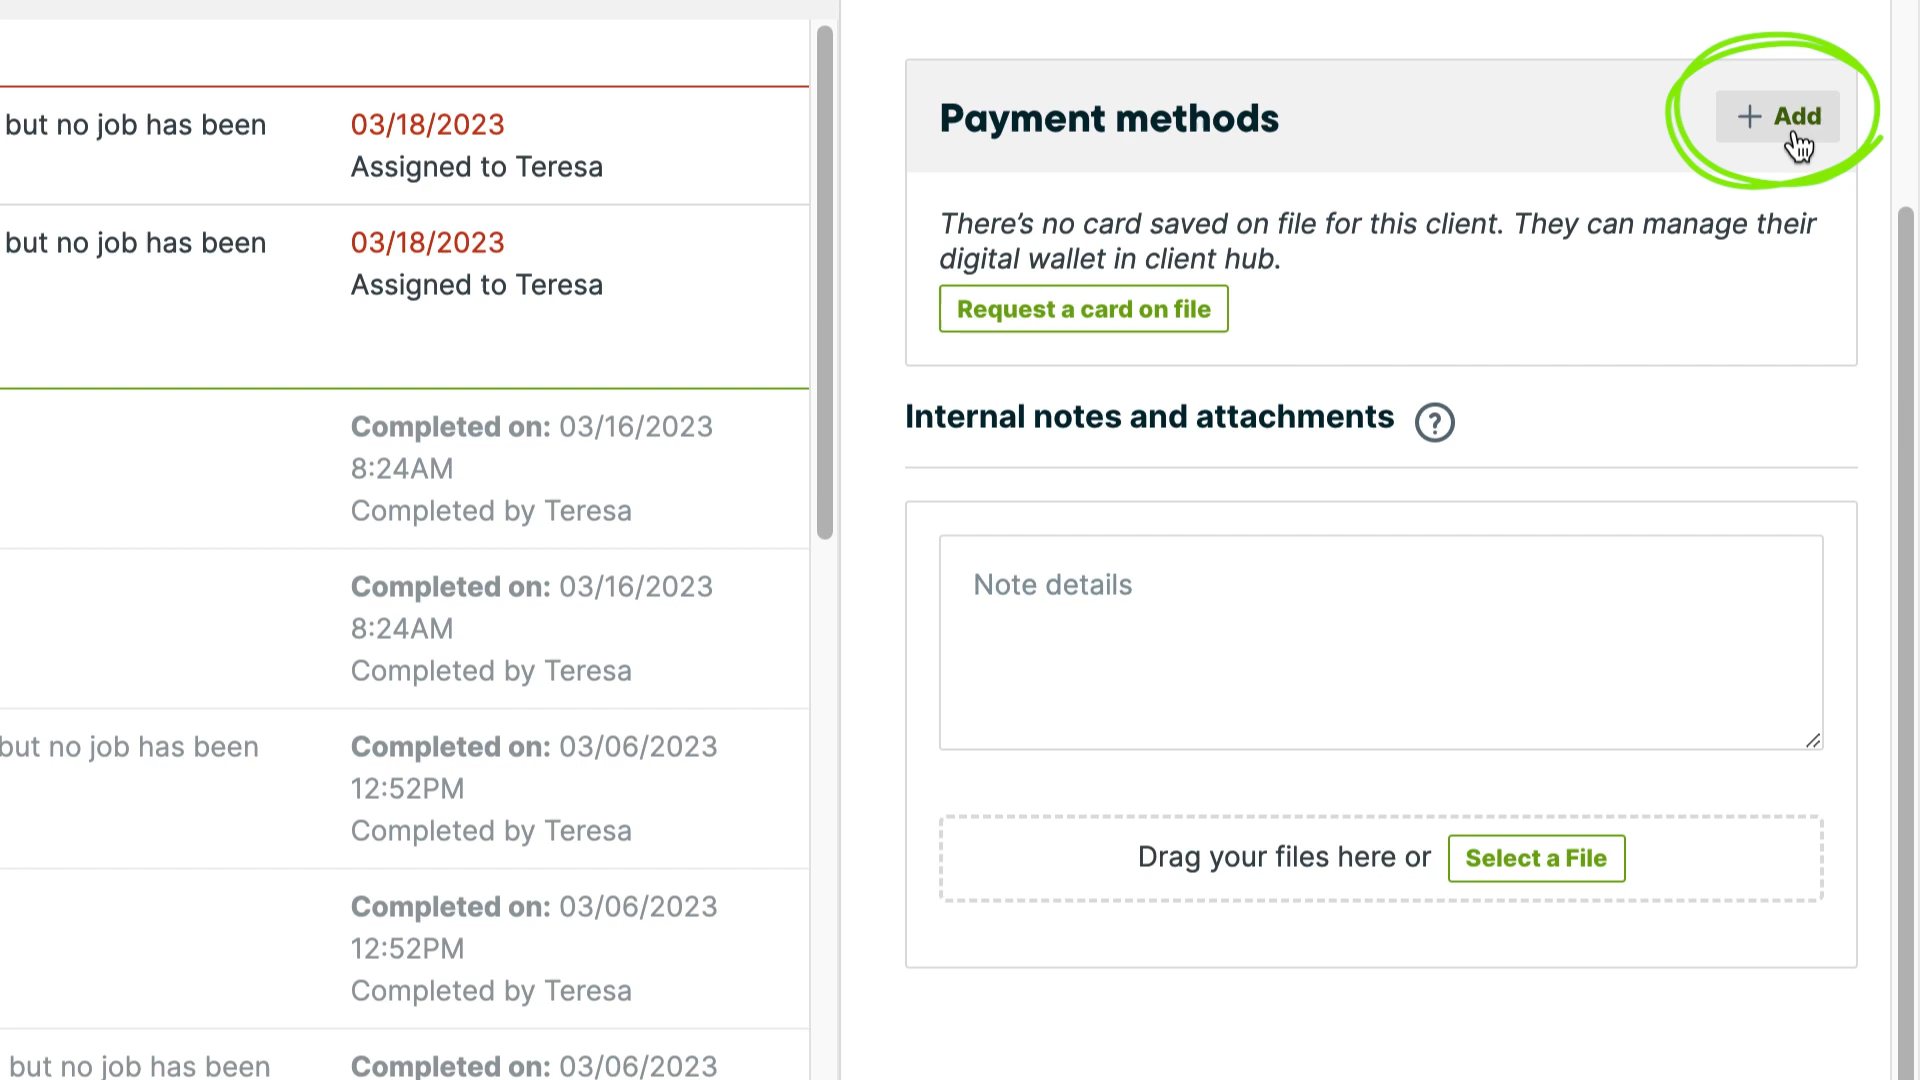 but no job has been
03/18/2023
Assigned to Teresa
but no job has been
03/18/2023
Assigned to Teresa
Completed on: 03/16/2023
8:24AM
Completed by Teresa
Completed on: 03/16/2023
8:24AM
Completed by Teresa
but no job has been
Completed on: 03/06/2023
12:52PM
Completed by Teresa
Completed on: 03/06/2023
12:52PM
Completed by Teresa
but no job has been
Completed on: 03/06/2023
Payment methods
+ Add
There's no card saved on file for this client. They can manage their
digital wallet in client hub.
Request a card on file
Internal notes and attachments ?
Note details
Drag your files here or Select a File